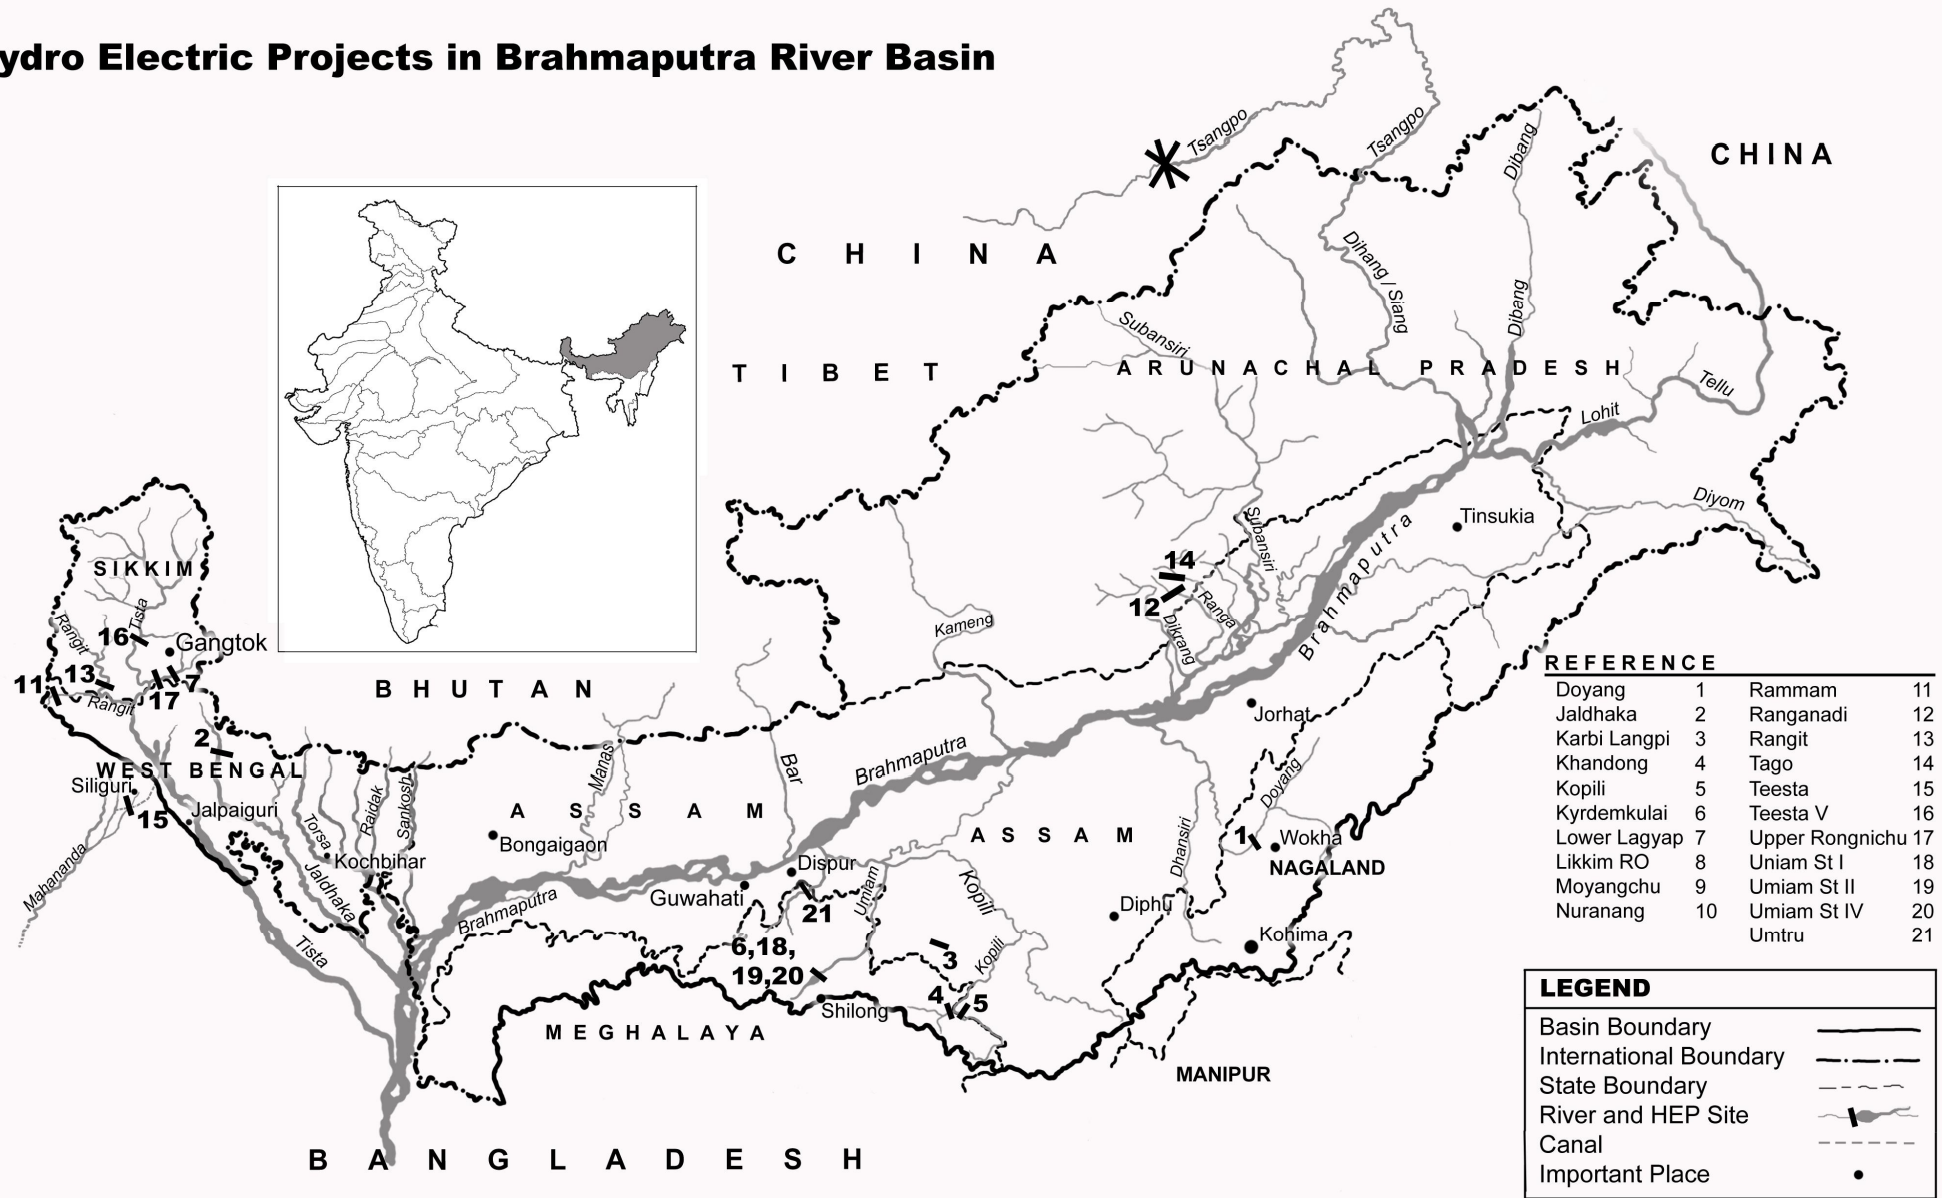 ydro Electric Projects in Brahmaputra River Basin
Tsangpo
Tsangpo
Dibang
CHINA
CHINA
Dihang / Siang
Dibang
Subansiri
TIBET
ARUNACHAL PRADESH
Tellu
Lohit
Diyom
Tinsukia
Subansiri
Brahmaputra
SIKKIM
14
12
Ranga
Dikrang
Kameng
Tista
Rangit
16
Gangtok
13
11
17
7
Rangit
BHUTAN
Jorhat
2
WEST BENGAL
Siliguri
15
Jalpaiguri
Torsa
Raidak
Sankosh
Manas
Bar
Brahmaputra
ASSAM
ASSAM
Bongaigaon
Doyang
1
Wokha
NAGALAND
Kochbihar
Jaldhaka
Mahananda
Dispur
Guwahati
21
Umiam
Kopili
Dhansiri
Diphu
Kohima
Brahmaputra
Tista
6,18,
19,20
3
Kopili
4
5
Shilong
MEGHALAYA
MANIPUR
BANGLADESH
REFERENCE
Doyang 1 Rammam 11
Jaldhaka 2 Ranganadi 12
Karbi Langpi 3 Rangit 13
Khandong 4 Tago 14
Kopili 5 Teesta 15
Kyrdemkulai 6 Teesta V 16
Lower Lagyap 7 Upper Rongnichu 17
Likkim RO 8 Uniam St I 18
Moyangchu 9 Umiam St II 19
Nuranang 10 Umiam St IV 20
Umtru 21
LEGEND
Basin Boundary
International Boundary
State Boundary
River and HEP Site
Canal
Important Place